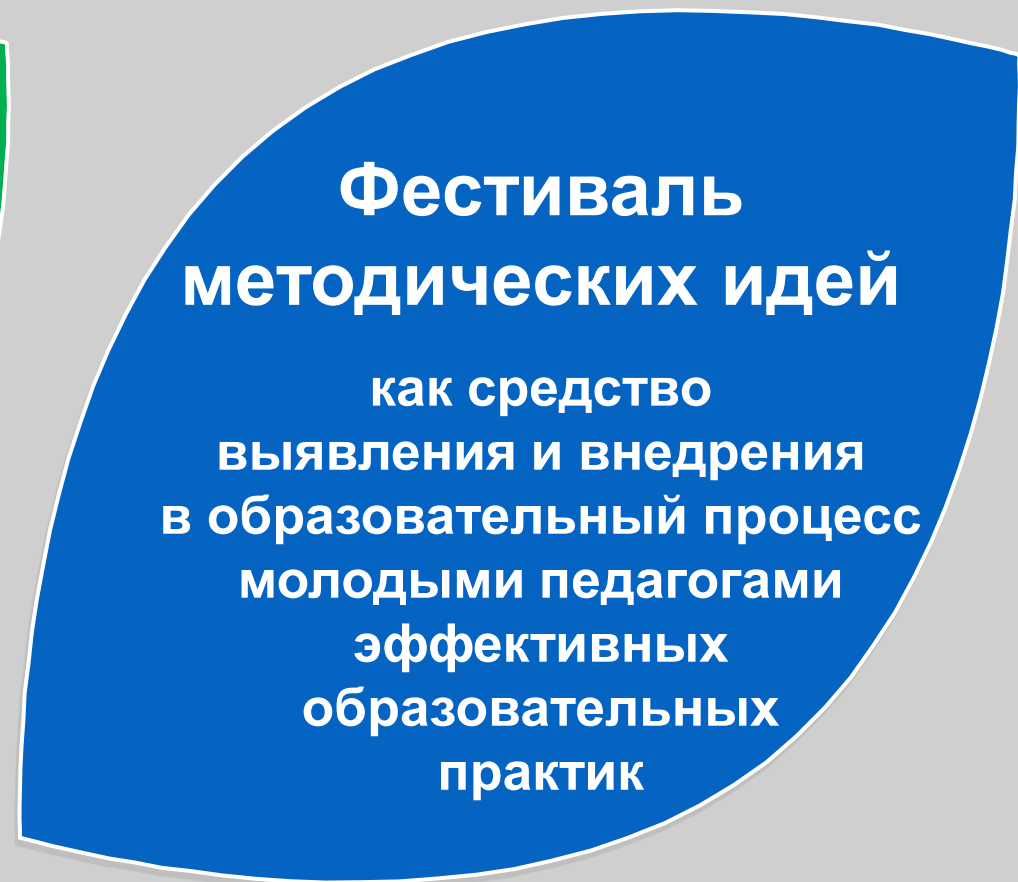 Фестиваль
методических идей
как средство
выявления и внедрения
в образовательный процесс
молодыми педагогами
эффективных
образовательных
практик